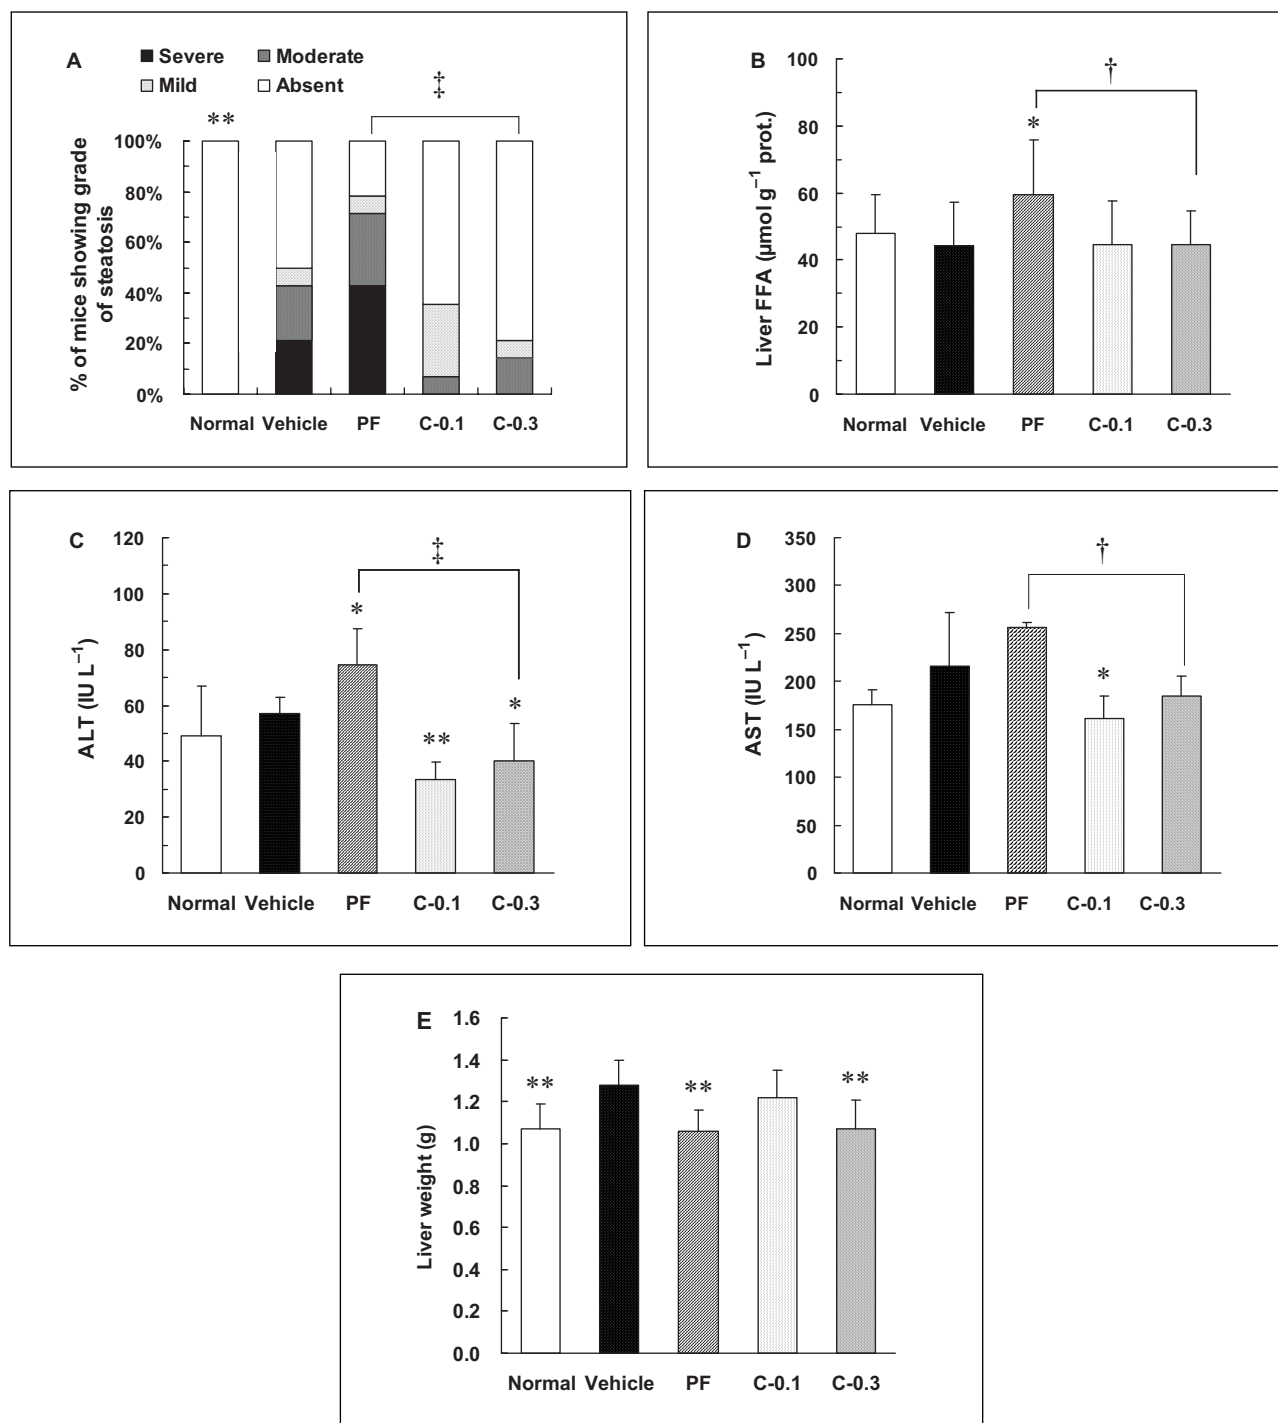 A
Severe Moderate
Mild Absent
‡
**
% of mice showing grade
of steatosis
100%
80%
60%
40%
20%
0%
Normal Vehicle PF C-0.1 C-0.3
B
Liver FFA (µmol g⁻¹ prot.)
100
80
60
40
20
0
†
*
Normal Vehicle PF C-0.1 C-0.3
C
ALT (IU L⁻¹)
120
100
80
60
40
20
0
‡
*
**
*
Normal Vehicle PF C-0.1 C-0.3
D
AST (IU L⁻¹)
350
300
250
200
150
100
50
0
†
*
Normal Vehicle PF C-0.1 C-0.3
E
Liver weight (g)
1.6
1.4
1.2
1.0
0.8
0.6
0.4
0.2
0.0
** ** **
Normal Vehicle PF C-0.1 C-0.3